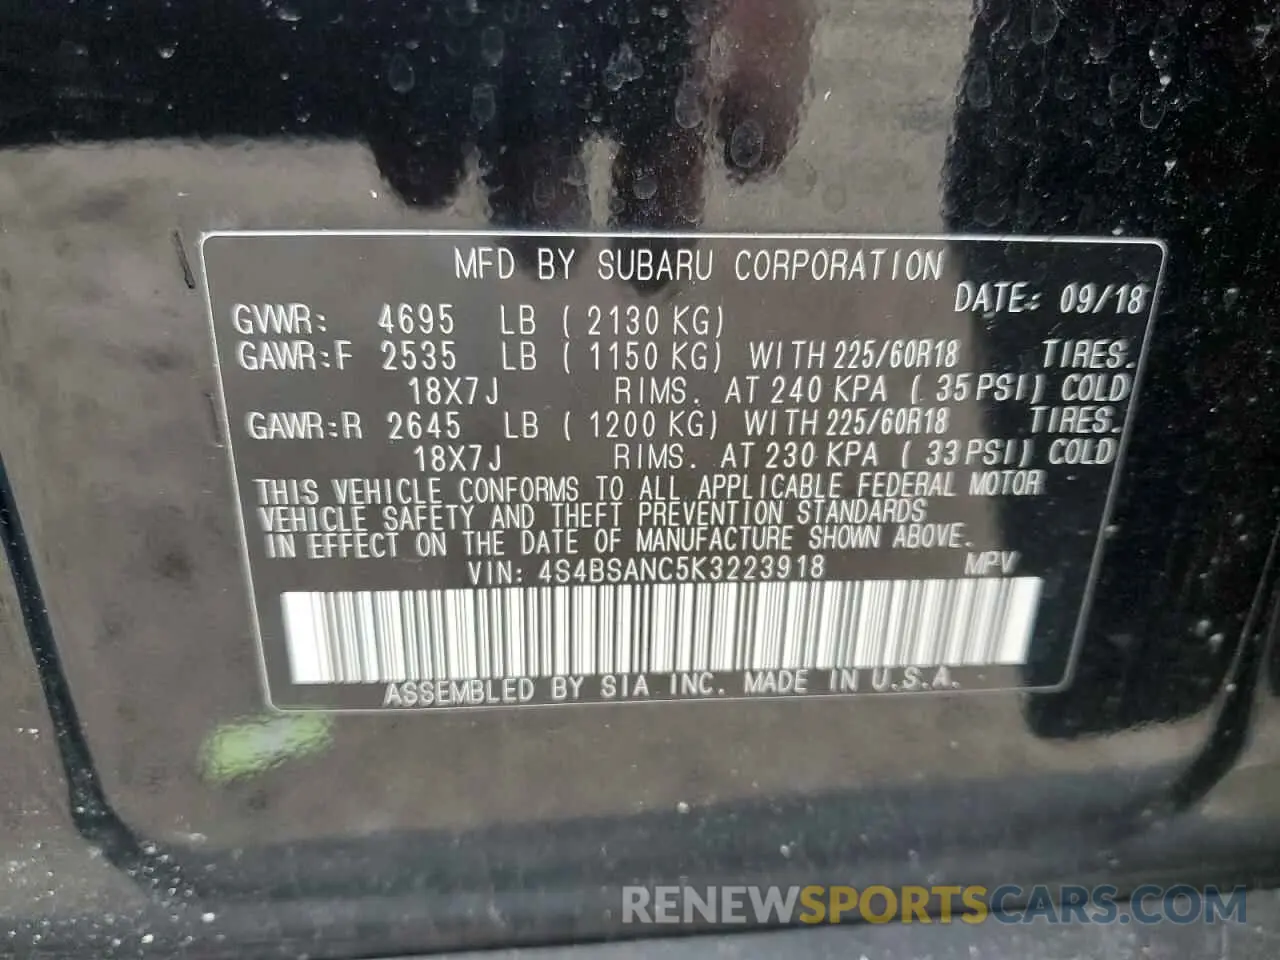 MFD BY SUBARU CORPORATION
DATE: 09/18
GVWR: 4695 LB ( 2130 KG)
GAWR:F 2535 LB ( 1150 KG) WITH 225/60R18 TIRES.
18X7J RIMS. AT 240 KPA ( 35 PSI) COLD
GAWR:R 2645 LB ( 1200 KG) WITH 225/60R18 TIRES.
18X7J RIMS. AT 230 KPA ( 33 PSI) COLD
THIS VEHICLE CONFORMS TO ALL APPLICABLE FEDERAL MOTOR
VEHICLE SAFETY AND THEFT PREVENTION STANDARDS
IN EFFECT ON THE DATE OF MANUFACTURE SHOWN ABOVE.
VIN: 4S4BSANC5K3223918 MPV
ASSEMBLED BY SIA INC. MADE IN U.S.A.
RENEWSPORTSCARS.COM